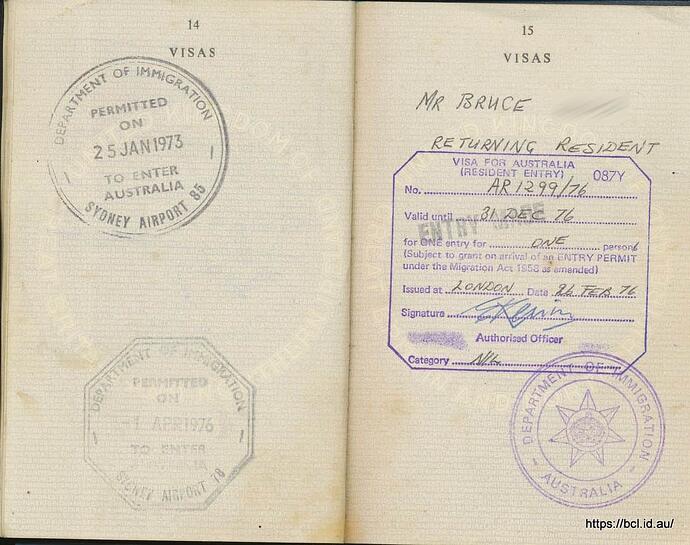 14
VISAS
DEPARTMENT OF IMMIGRATION
PERMITTED
ON
25 JAN 1973
TO ENTER
AUSTRALIA
SYDNEY AIRPORT 85
DEPARTMENT OF IMMIGRATION
PERMITTED
ON
-1 APR 1976
TO ENTER
SYDNEY AIRPORT 78
15
VISAS
MR BRUCE
RETURNING RESIDENT
VISA FOR AUSTRALIA
(RESIDENT ENTRY) 087Y
No. AR 1299/76
Valid until 31 DEC 76
ENTRY
for ONE entry for ONE person
(Subject to grant on arrival of an ENTRY PERMIT
under the Migration Act 1958 as amended)
Issued at LONDON Date 26 FEB 76
Signature
Authorised Officer
Category NIL
DEPARTMENT OF IMMIGRATION
AUSTRALIA
https://bcl.id.au/